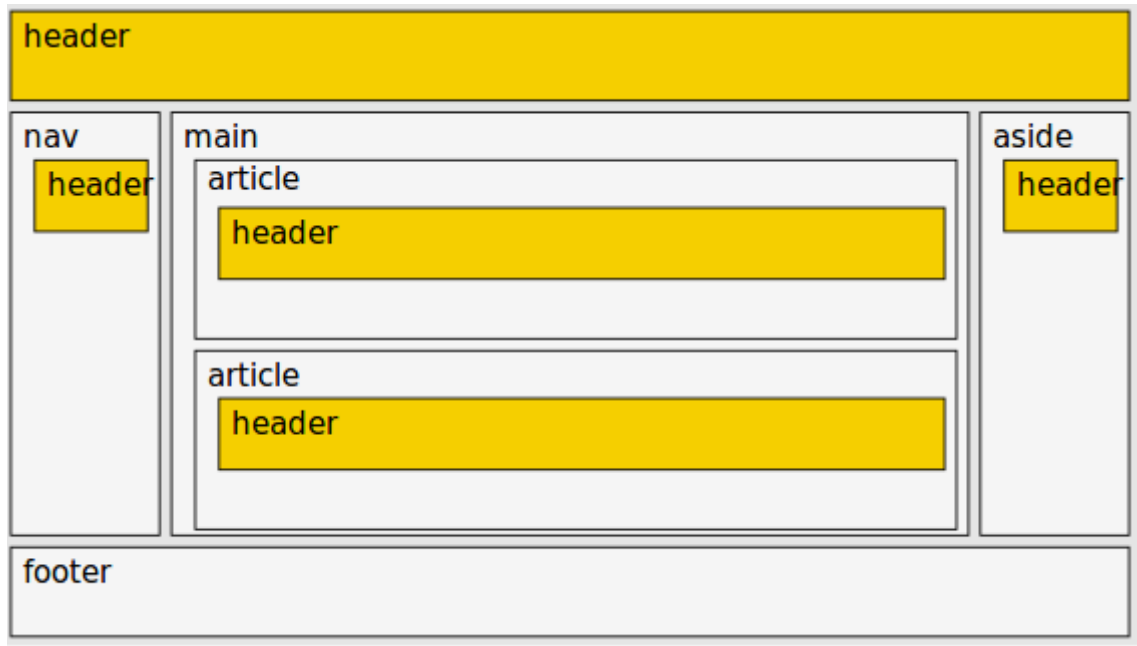 header
nav
header
main
article
header
article
header
aside
header
footer